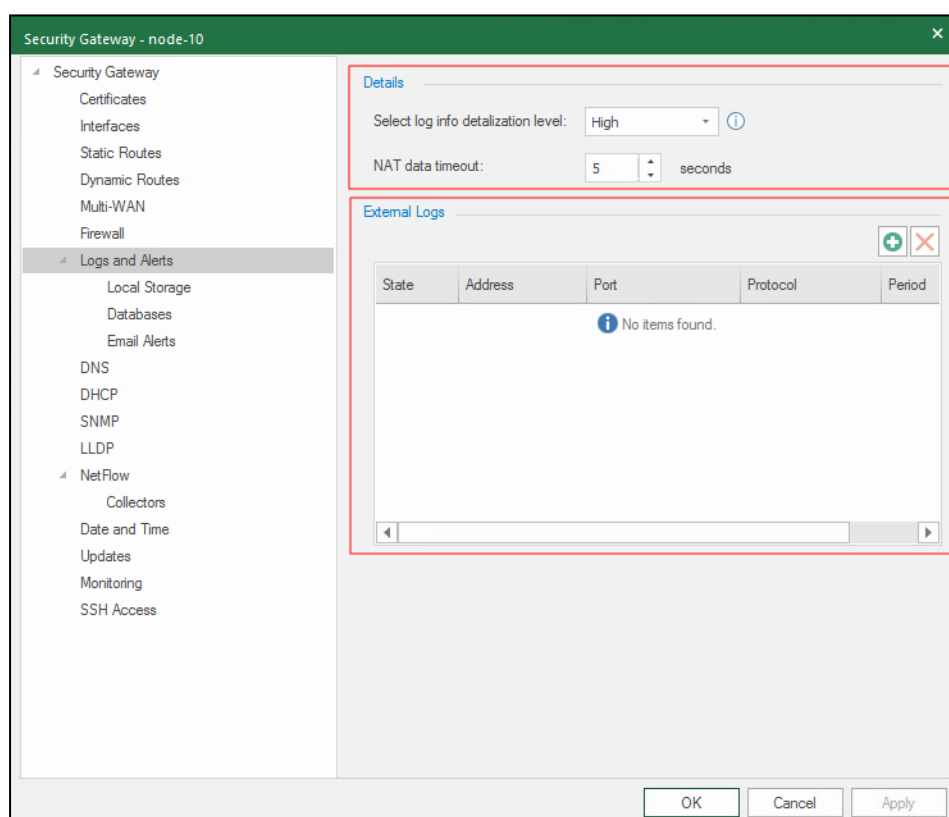 Security Gateway - node-10
Security Gateway
Certificates
Interfaces
Static Routes
Dynamic Routes
Multi-WAN
Firewall
Logs and Alerts
Local Storage
Databases
Email Alerts
DNS
DHCP
SNMP
LLDP
NetFlow
Collectors
Date and Time
Updates
Monitoring
SSH Access
Details
Select log info detalization level: High
NAT data timeout: 5 seconds
External Logs
State Address Port Protocol Period
No items found.
OK Cancel Apply